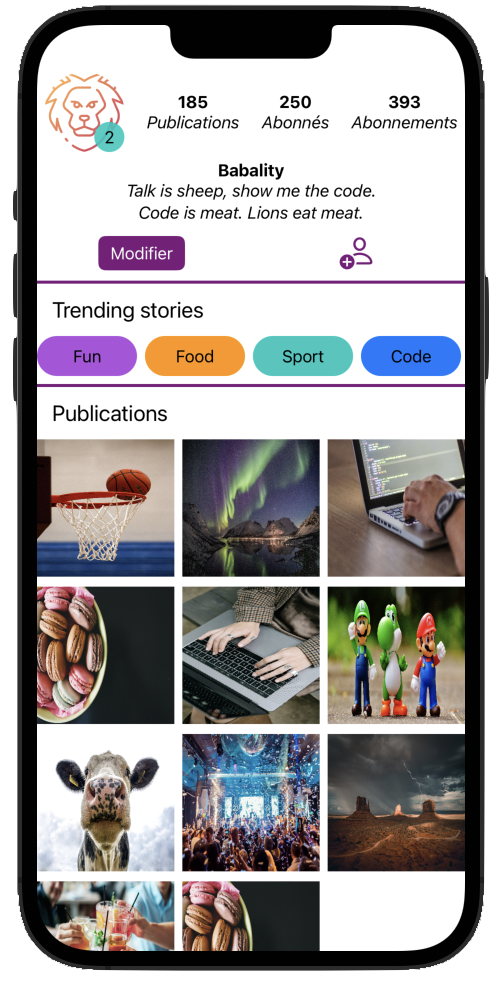 2
185 250 393
Publications Abonnés Abonnements
Babality
Talk is sheep, show me the code.
Code is meat. Lions eat meat.
Modifier
Trending stories
Fun Food Sport Code
Publications